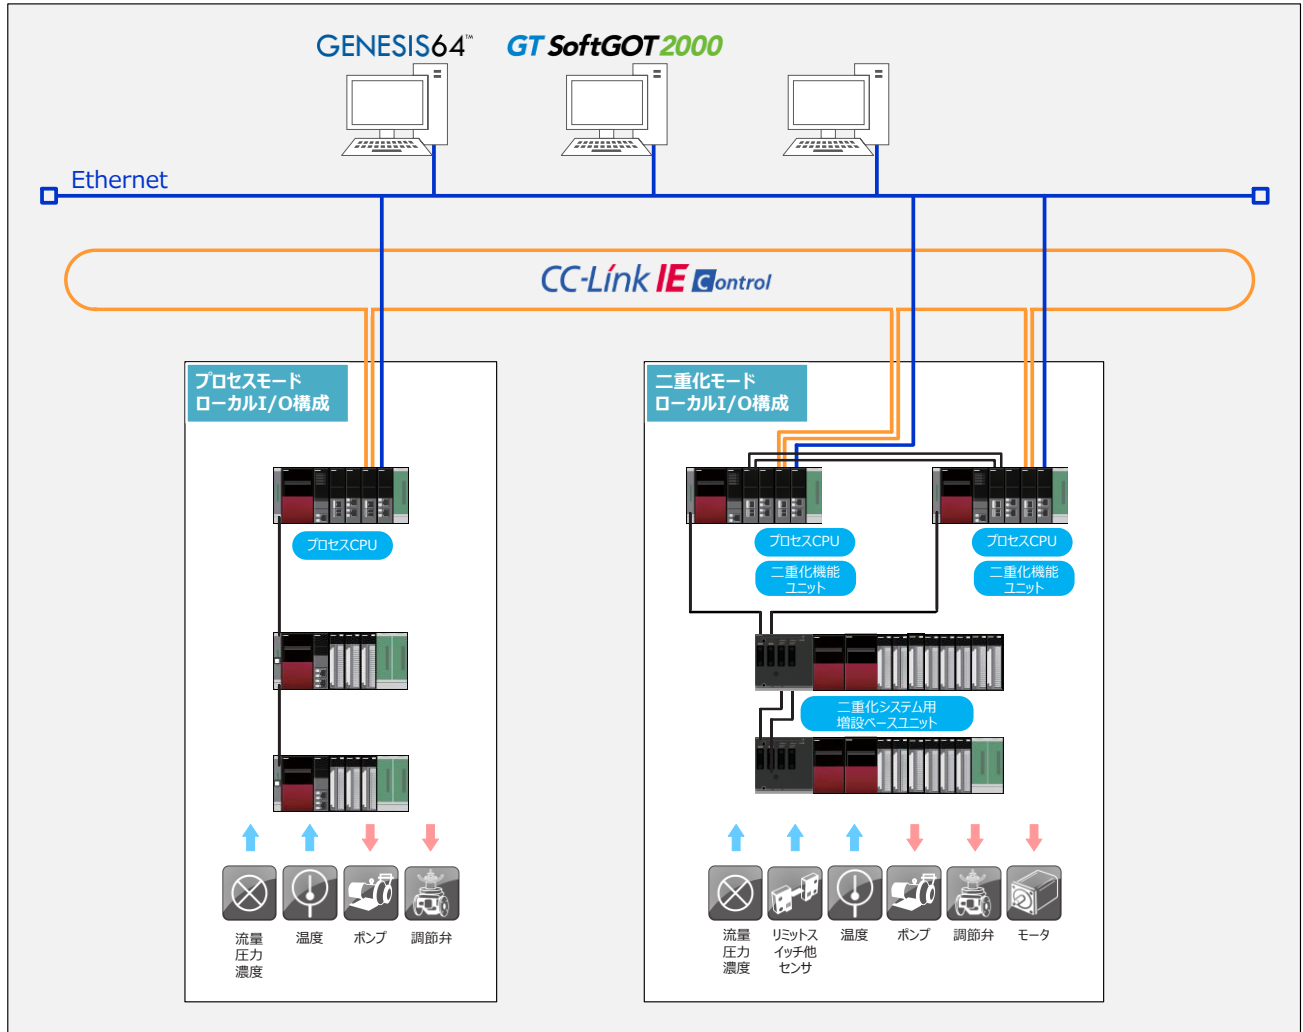 GENESIS64™
GT SoftGOT2000
Ethernet
CC-Link IE Control
プロセスモード
ローカルI/O構成
二重化モード
ローカルI/O構成
プロセスCPU
プロセスCPU
二重化機能
ユニット
プロセスCPU
二重化機能
ユニット
二重化システム用
増設ベースユニット
流量
圧力
濃度
温度
ポンプ
調節弁
流量
圧力
濃度
リミットス
イッチ他
センサ
温度
ポンプ
調節弁
モータ